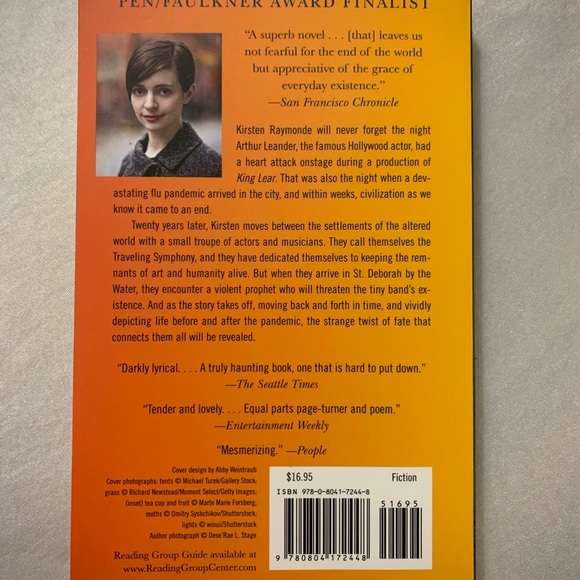 PEN/FAULKNER AWARD FINALIST
“A superb novel . . . [that] leaves us
not fearful for the end of the world
but appreciative of the grace of
everyday existence.”
—San Francisco Chronicle
Kirsten Raymonde will never forget the night
Arthur Leander, the famous Hollywood actor, had
a heart attack onstage during a production of
King Lear. That was also the night when a dev-
astating flu pandemic arrived in the city, and within weeks, civilization as we
know it came to an end.
Twenty years later, Kirsten moves between the settlements of the altered
world with a small troupe of actors and musicians. They call themselves the
Traveling Symphony, and they have dedicated themselves to keeping the rem-
nants of art and humanity alive. But when they arrive in St. Deborah by the
Water, they encounter a violent prophet who will threaten the tiny band’s ex-
istence. And as the story takes off, moving back and forth in time, and vividly
depicting life before and after the pandemic, the strange twist of fate that
connects them all will be revealed.
“Darkly lyrical. . . . A truly haunting book, one that is hard to put down.”
—The Seattle Times
“Tender and lovely. . . . Equal parts page-turner and poem.”
—Entertainment Weekly
“Mesmerizing.” —People
Cover design by Abby Weintraub
Cover photographs: tents © Michael Turek/Gallery Stock;
grass © Richard Newstead/Moment Select/Getty Images;
(inset) tea cup and fruit © Marte Marie Forsberg;
moths © Dmitry Syshchikov/Shutterstock;
lights © winui/Shutterstock
Author photograph © Dese’Rae L. Stage
Reading Group Guide available at
www.ReadingGroupCenter.com
$16.95 Fiction
ISBN 978-0-8041-7244-8
51695
9 780804 172448